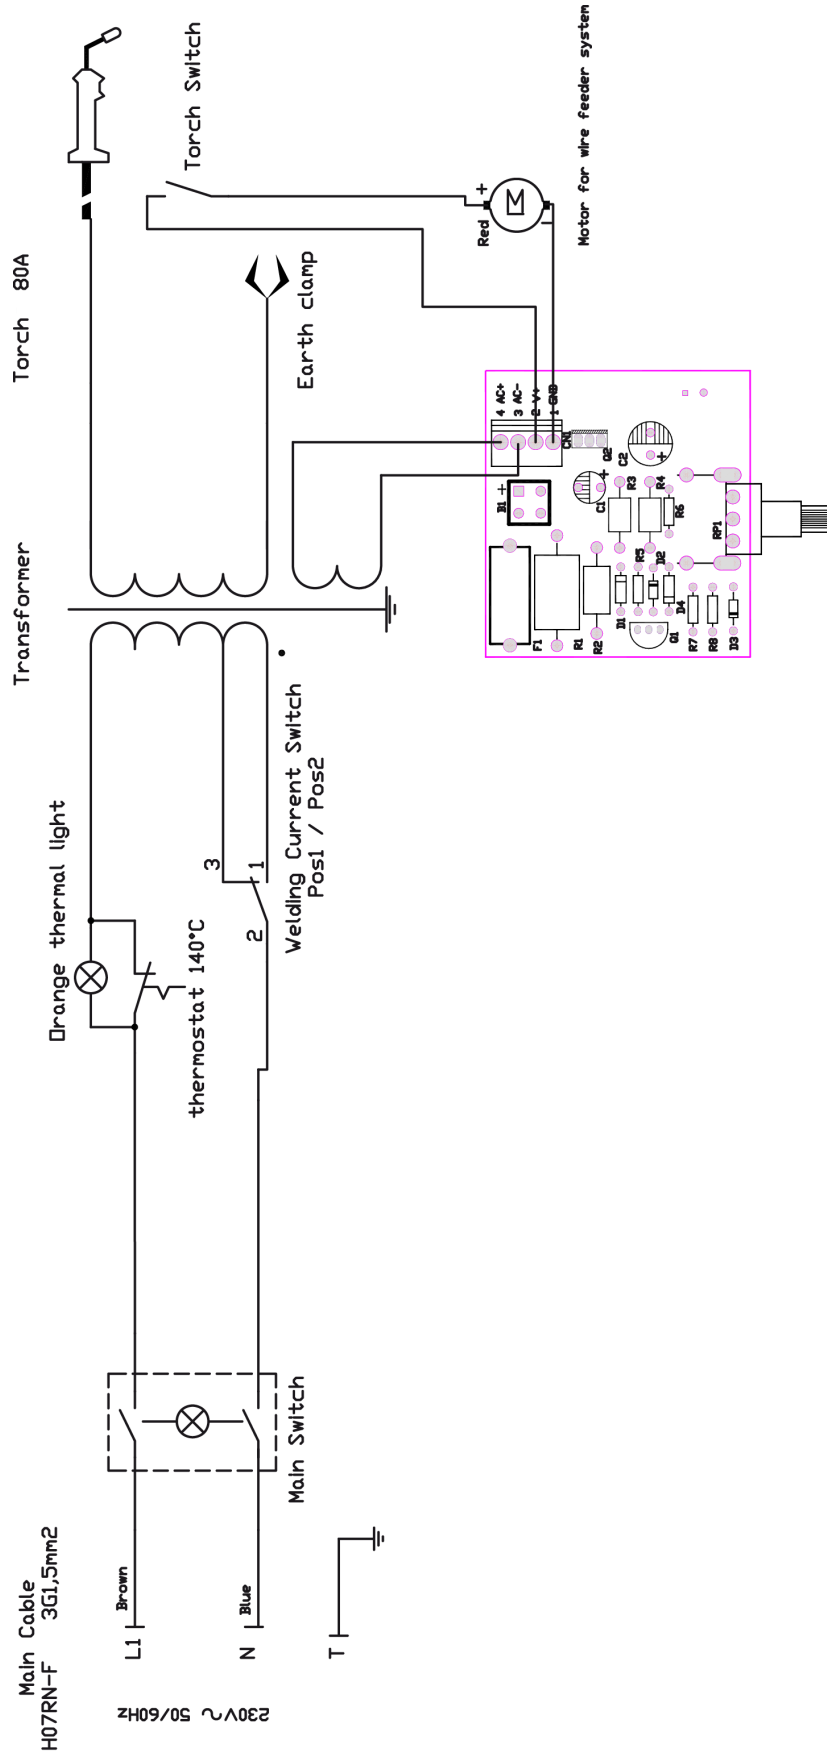 Main Cable
H07RN-F 3G1,5mm2
230V~ 50/60Hz
L1
Brown
N
Blue
T
Main Switch
Orange thermal light
thermostat 140°C
2
3
1
Welding Current Switch
Pos1 / Pos2
Transformer
Torch 80A
Torch Switch
Earth clamp
Red
+
M
Motor for wire feeder system
4 AC+
3 AC-
2 V+
1 GND
CN1
Q2
C2
+
B1
+
C1
+
R3
R4
R6
RP1
R5
D2
F1
R1
R2
D1
D4
Q1
R7
R8
D3